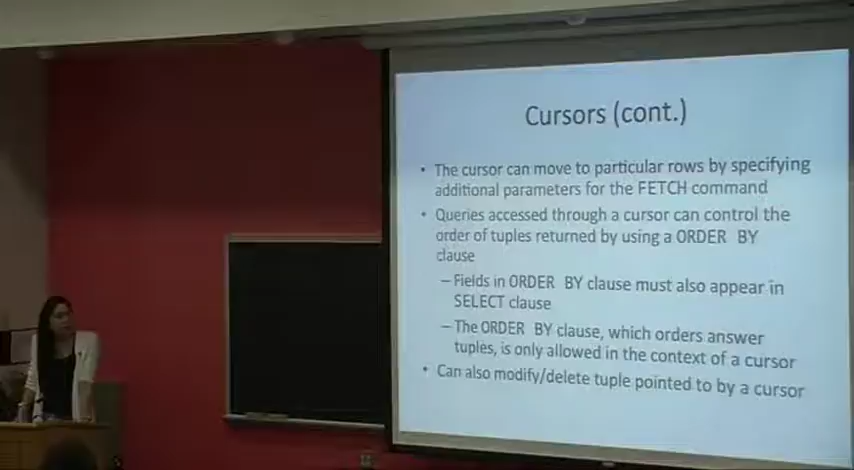 Cursors (cont.)
• The cursor can move to particular rows by specifying
additional parameters for the FETCH command
• Queries accessed through a cursor can control the
order of tuples returned by using a ORDER BY
clause
– Fields in ORDER BY clause must also appear in
SELECT clause
– The ORDER BY clause, which orders answer
tuples, is only allowed in the context of a cursor
• Can also modify/delete tuple pointed to by a cursor